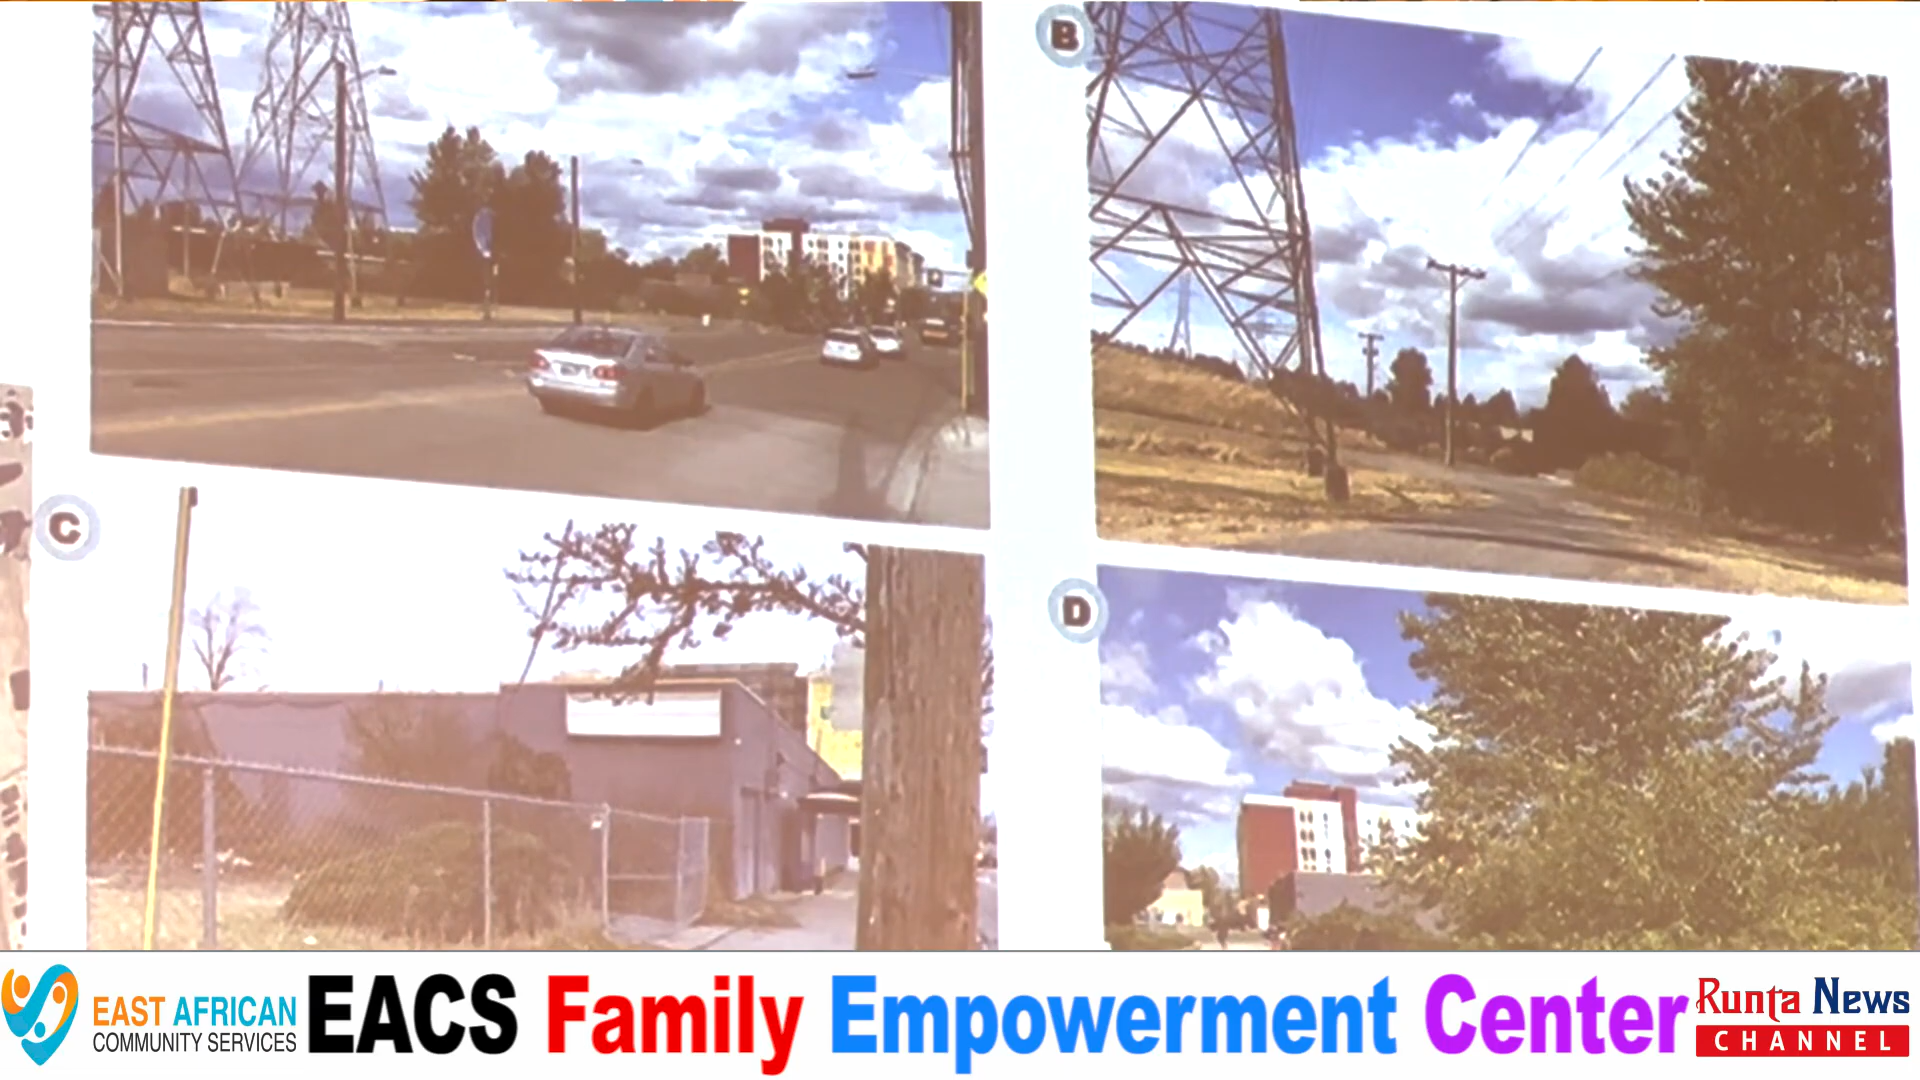 B
C
D
EAST AFRICAN
COMMUNITY SERVICES
EACS Family Empowerment Center
Runta News
CHANNEL